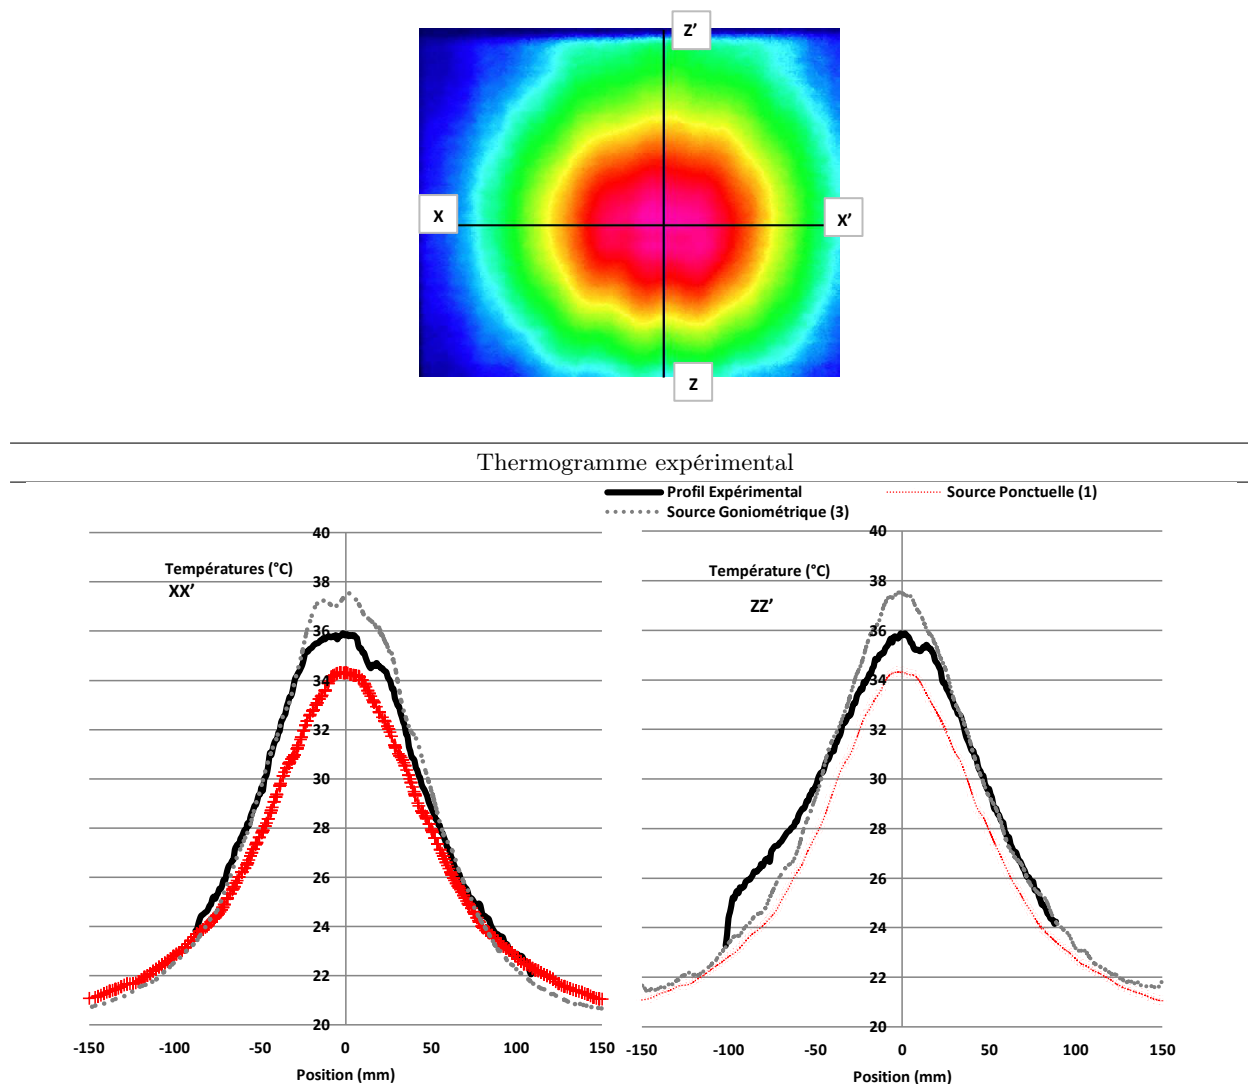 Z'
X
X'
Z
Thermogramme expérimental
Profil Expérimental
Source Ponctuelle (1)
Source Goniométrique (3)
40
38
36
34
32
30
28
26
24
22
20
Températures (°C)
XX'
-150
-100
-50
0
50
100
150
Position (mm)
40
38
36
34
32
30
28
26
24
22
20
Température (°C)
ZZ'
-150
-100
-50
0
50
100
150
Position (mm)